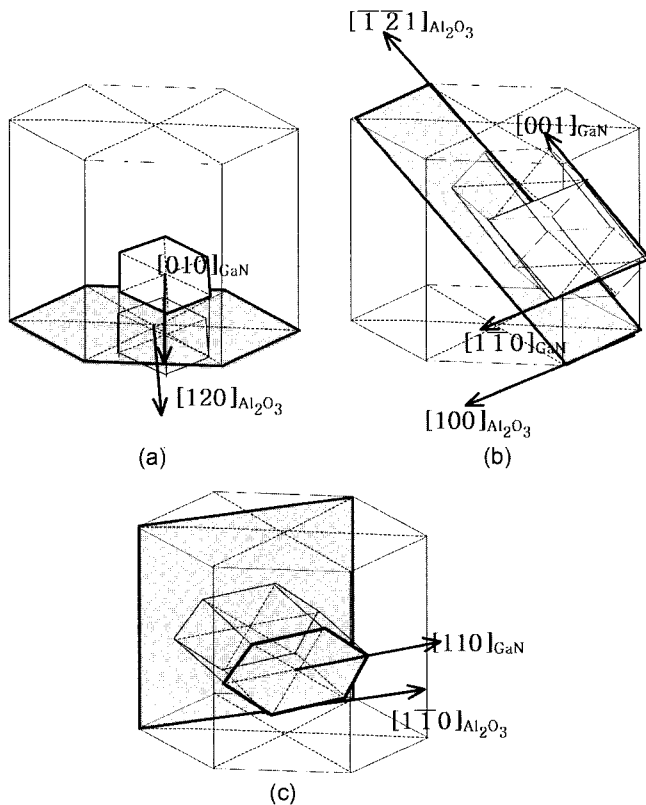 [010]GaN
[120]Al₂O₃
(a)
[1̅2̅1]Al₂O₃
[001]GaN
[11̅0]GaN
[100]Al₂O₃
(b)
[110]GaN
[11̅0]Al₂O₃
(c)